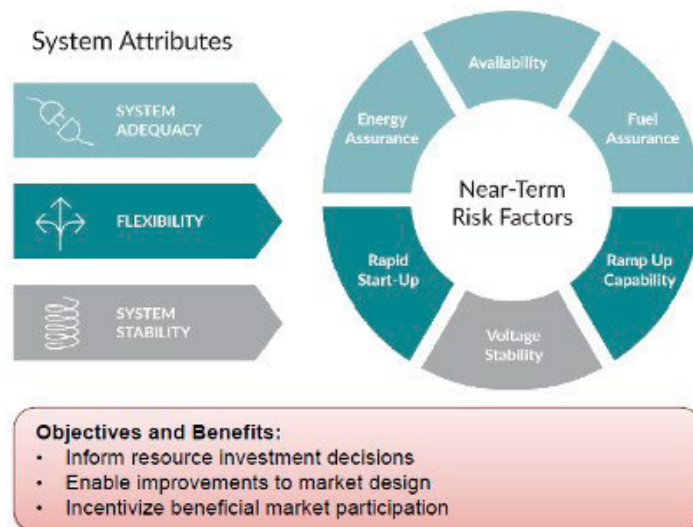 System Attributes
SYSTEM
ADEQUACY
FLEXIBILITY
SYSTEM
STABILITY
Availability
Energy
Assurance
Fuel
Assurance
Near-Term
Risk Factors
Rapid
Start-Up
Ramp Up
Capability
Voltage
Stability
Objectives and Benefits:
• Inform resource investment decisions
• Enable improvements to market design
• Incentivize beneficial market participation